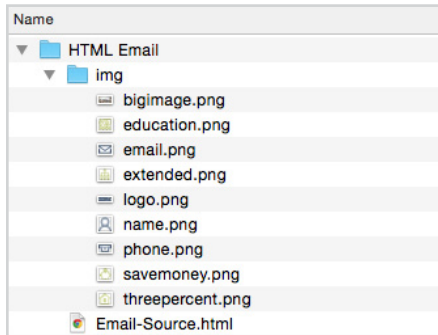 Name
HTML Email
img
bigimage.png
education.png
email.png
extended.png
logo.png
name.png
phone.png
savemoney.png
threepercent.png
Email-Source.html